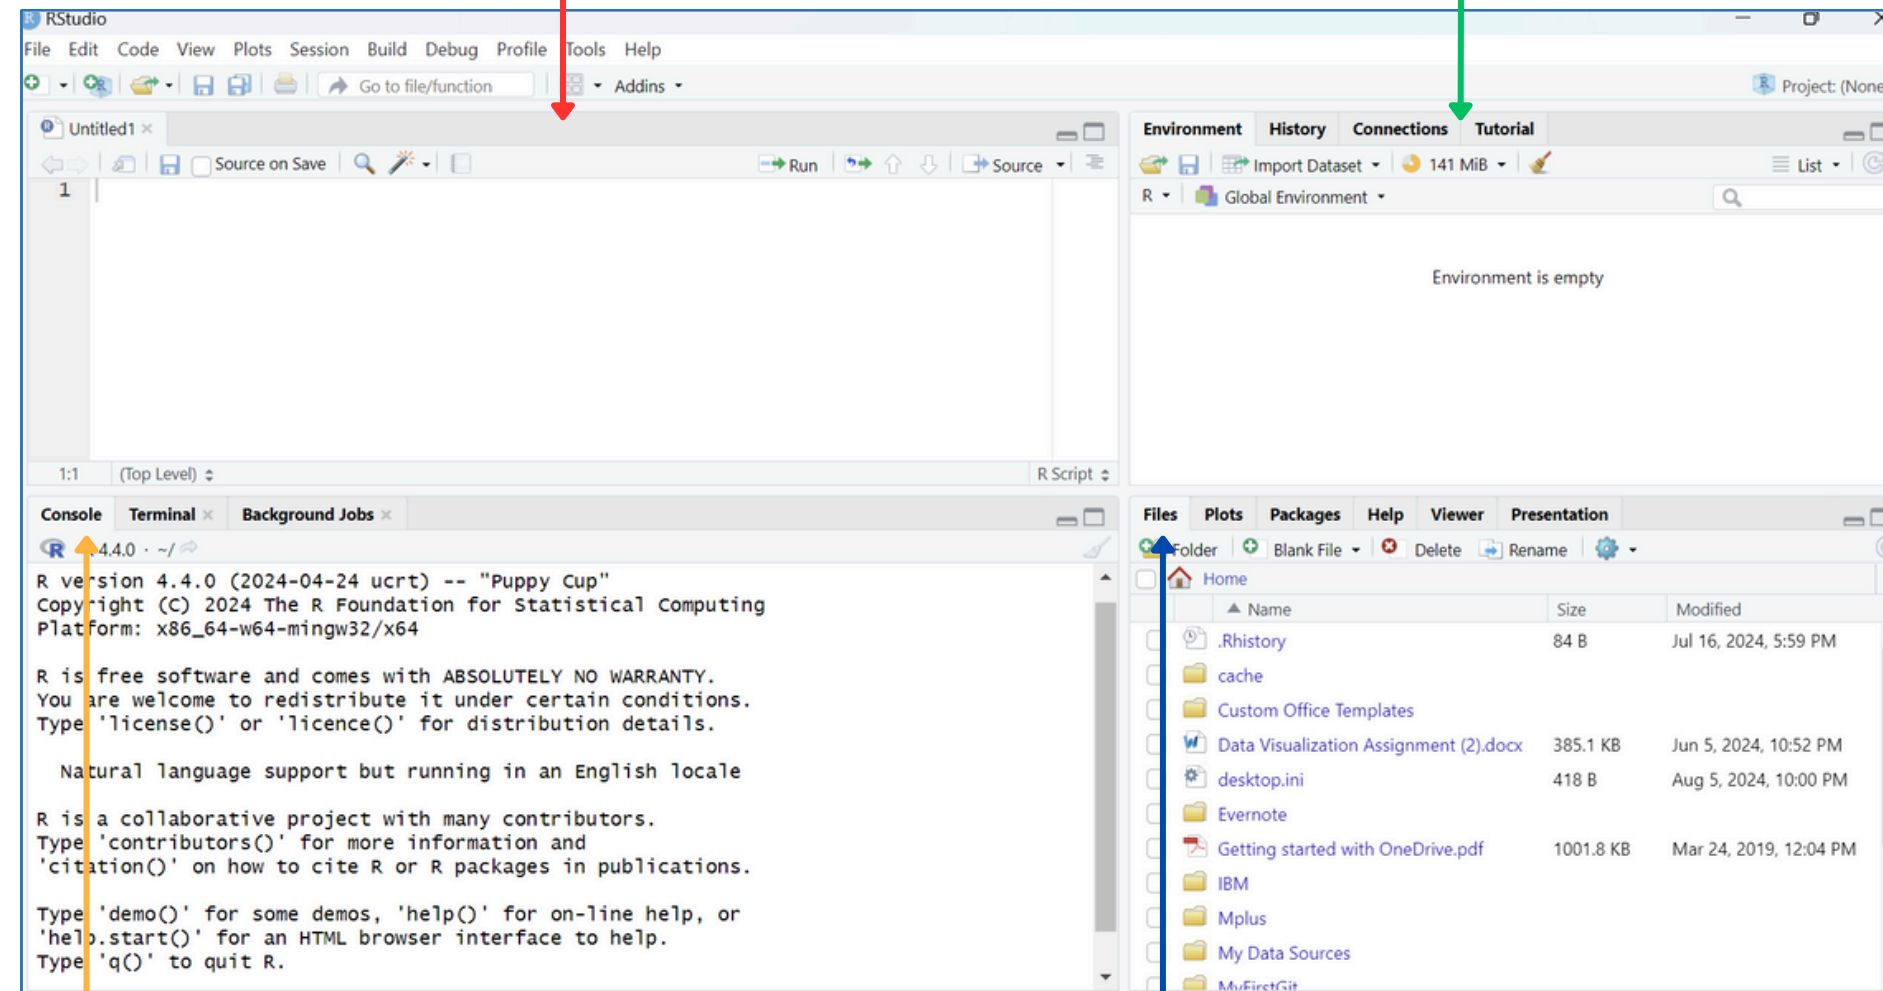 RStudio
File Edit Code View Plots Session Build Debug Profile Tools Help
Go to file/function Addins Project: (None
Untitled1
Source on Save Run Source
1
1:1 (Top Level) R Script
Environment History Connections Tutorial
Import Dataset 141 MiB List
R Global Environment
Environment is empty
Console Terminal Background Jobs
4.4.0 · ~/
R version 4.4.0 (2024-04-24 ucrt) -- "Puppy Cup"
Copyright (C) 2024 The R Foundation for Statistical Computing
Platform: x86_64-w64-mingw32/x64
R is free software and comes with ABSOLUTELY NO WARRANTY.
You are welcome to redistribute it under certain conditions.
Type 'license()' or 'licence()' for distribution details.
Natural language support but running in an English locale
R is a collaborative project with many contributors.
Type 'contributors()' for more information and
'citation()' on how to cite R or R packages in publications.
Type 'demo()' for some demos, 'help()' for on-line help, or
'help.start()' for an HTML browser interface to help.
Type 'q()' to quit R.
Files Plots Packages Help Viewer Presentation
Folder Blank File Delete Rename
Home
Name Size Modified
.Rhistory 84 B Jul 16, 2024, 5:59 PM
cache
Custom Office Templates
Data Visualization Assignment (2).docx 385.1 KB Jun 5, 2024, 10:52 PM
desktop.ini 418 B Aug 5, 2024, 10:00 PM
Evernote
Getting started with OneDrive.pdf 1001.8 KB Mar 24, 2019, 12:04 PM
IBM
Mplus
My Data Sources
MyFirstGit